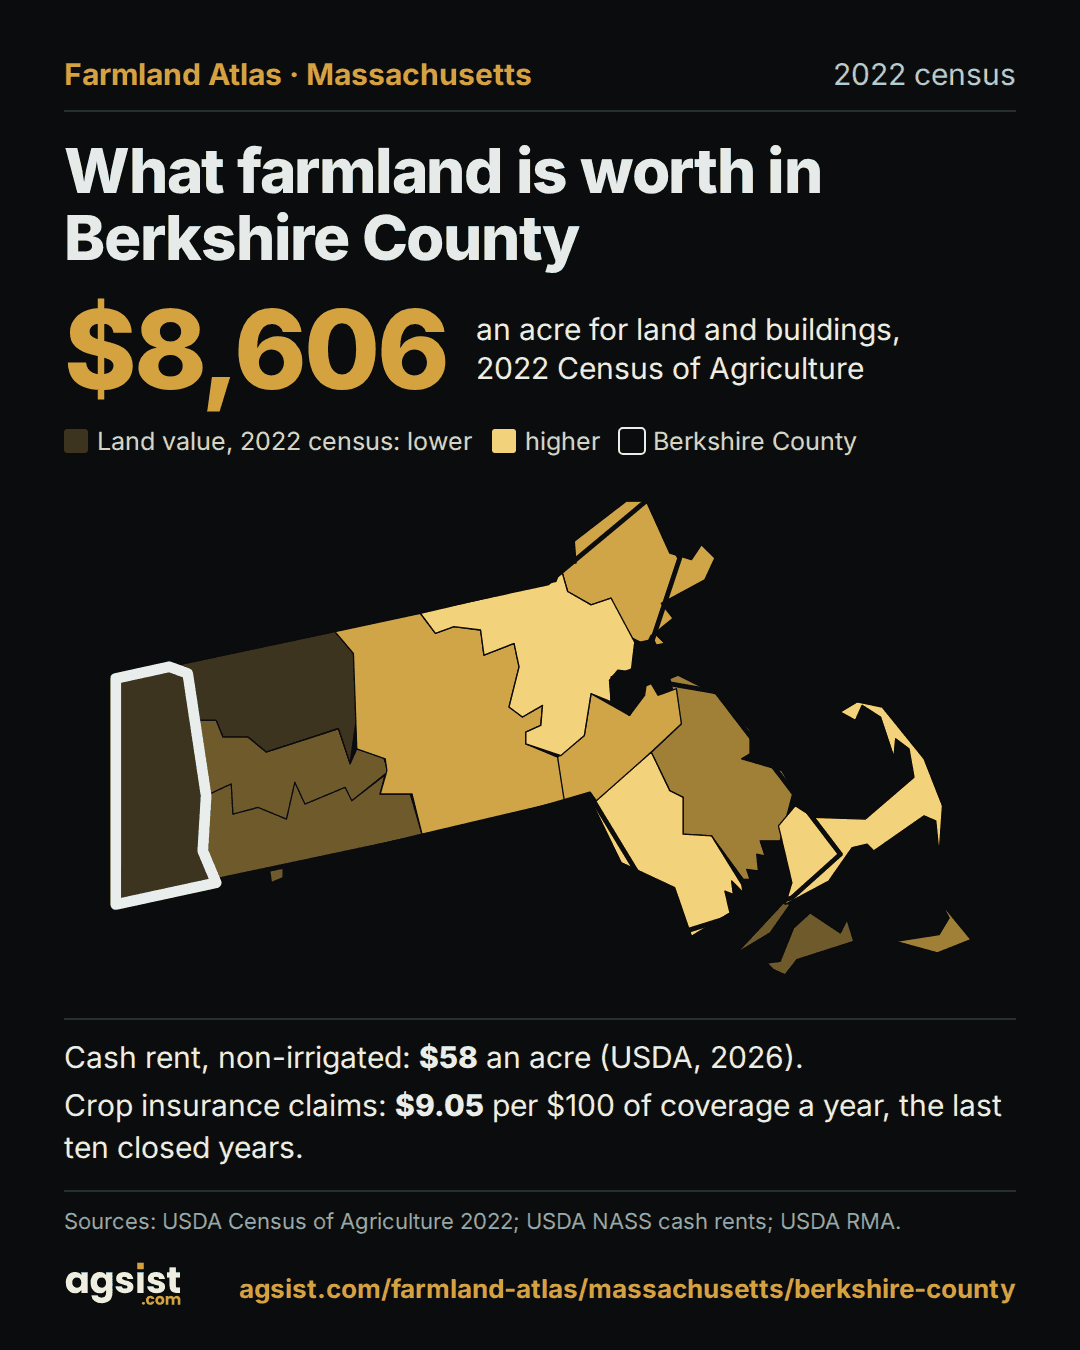 Farmland Atlas · Massachusetts
2022 census
What farmland is worth in
Berkshire County
$8,606
an acre for land and buildings,
2022 Census of Agriculture
Land value, 2022 census: lower
higher
Berkshire County
Cash rent, non-irrigated: $58 an acre (USDA, 2026).
Crop insurance claims: $9.05 per $100 of coverage a year, the last
ten closed years.
Sources: USDA Census of Agriculture 2022; USDA NASS cash rents; USDA RMA.
agsist
.com
agsist.com/farmland-atlas/massachusetts/berkshire-county